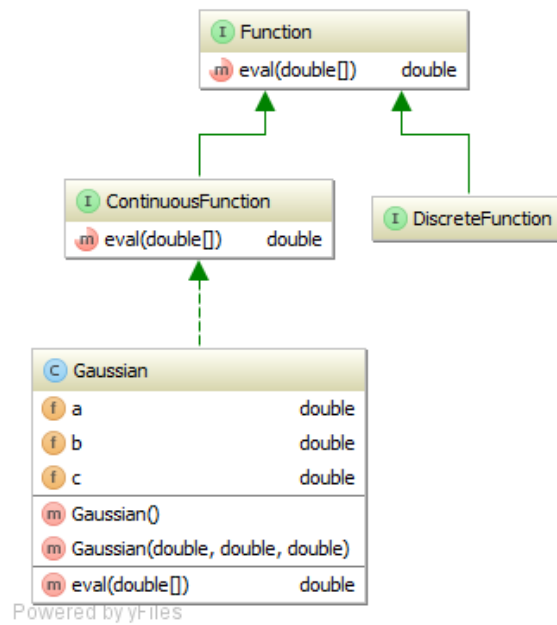 I Function
m eval(double[]) double
I ContinuousFunction
m eval(double[]) double
I DiscreteFunction
C Gaussian
f a double
f b double
f c double
m Gaussian()
m Gaussian(double, double, double)
m eval(double[]) double
Powered by yFiles